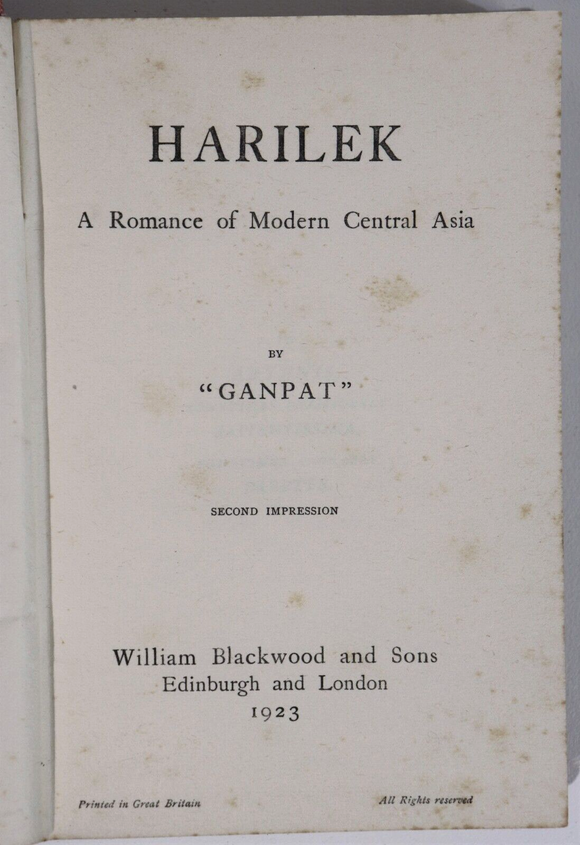 HARILEK
A Romance of Modern Central Asia
BY
“GANPAT”
SECOND IMPRESSION
William Blackwood and Sons
Edinburgh and London
1923
Printed in Great Britain
All Rights reserved